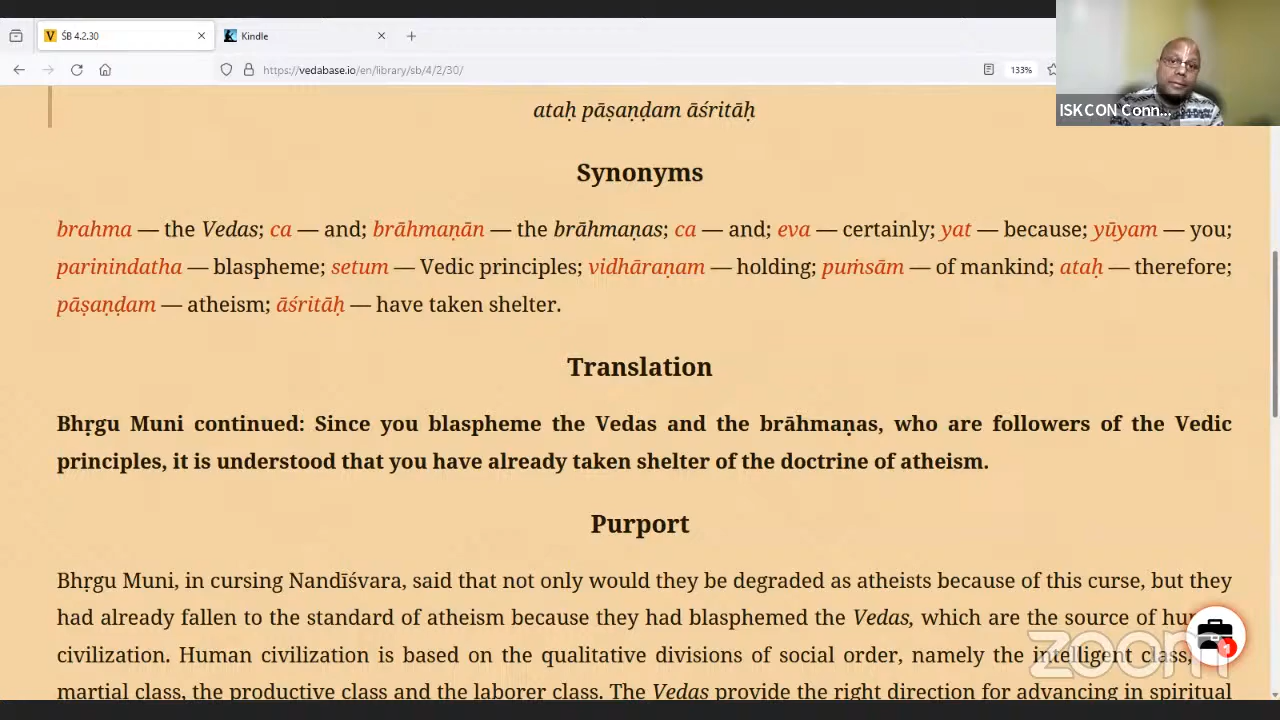 ŚB 4.2.30
Kindle
https://vedabase.io/en/library/sb/4/2/30/
133%
ISKCON Conn...
ataḥ pāṣaṇḍam āśritāḥ
Synonyms
brahma — the Vedas; ca — and; brāhmaṇān — the brāhmaṇas; ca — and; eva — certainly; yat — because; yūyam — you;
parinindatha — blaspheme; setum — Vedic principles; vidhāraṇam — holding; puṁsām — of mankind; ataḥ — therefore;
pāṣaṇḍam — atheism; āśritāḥ — have taken shelter.
Translation
Bhṛgu Muni continued: Since you blaspheme the Vedas and the brāhmaṇas, who are followers of the Vedic
principles, it is understood that you have already taken shelter of the doctrine of atheism.
Purport
Bhṛgu Muni, in cursing Nandīśvara, said that not only would they be degraded as atheists because of this curse, but they
had already fallen to the standard of atheism because they had blasphemed the Vedas, which are the source of
civilization. Human civilization is based on the qualitative divisions of social order, namely the intelligent class,
martial class, the productive class and the laborer class. The Vedas provide the right direction for advancing in spiritual
1
zoom